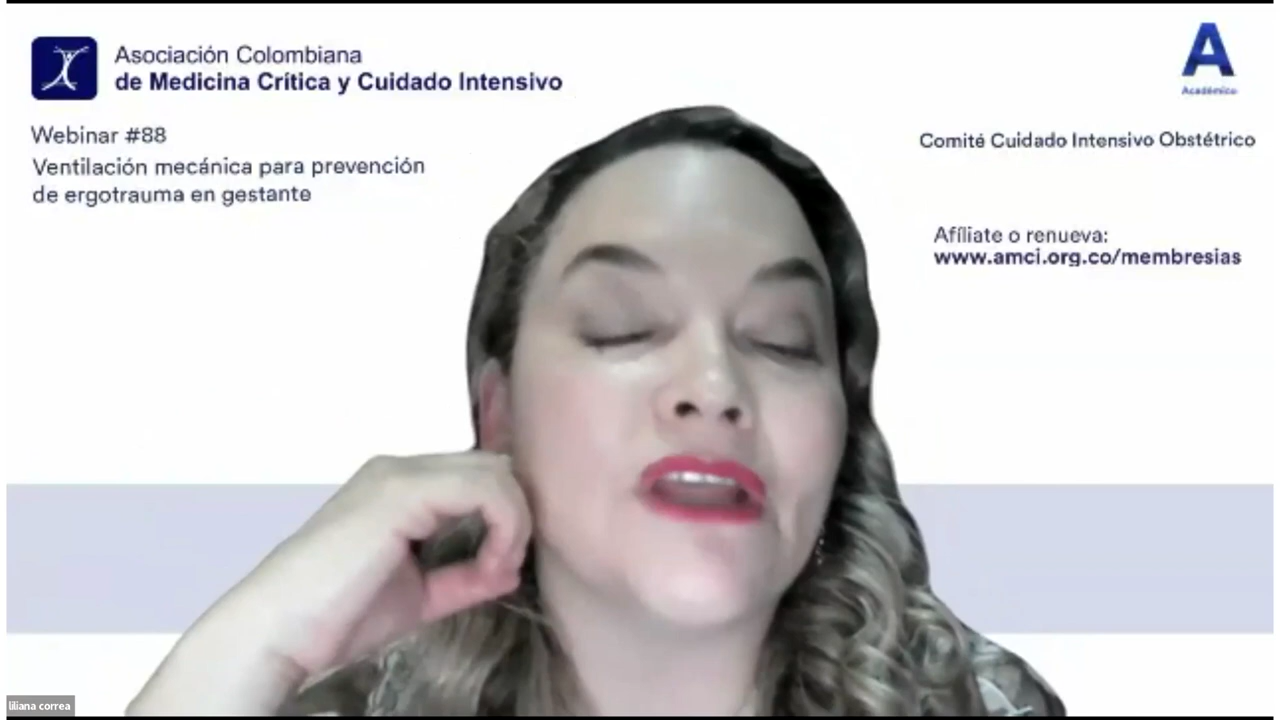 Asociación Colombiana
de Medicina Crítica y Cuidado Intensivo
A
Académico
Webinar #88
Ventilación mecánica para prevención
de ergotrauma en gestante
Comité Cuidado Intensivo Obstétrico
Afíliate o renueva:
www.amci.org.co/membresias
liliana correa